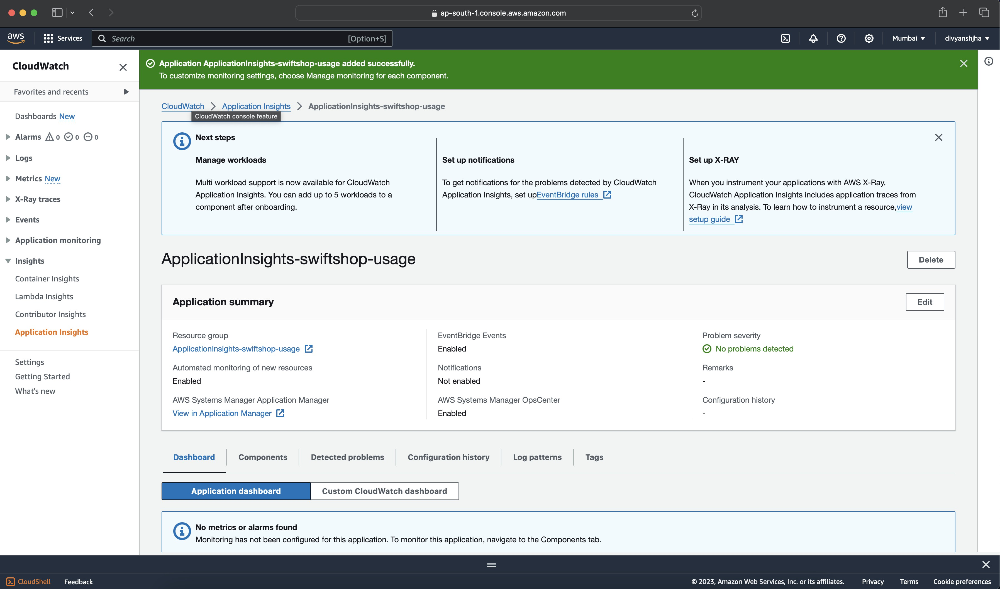 ap-south-1.console.aws.amazon.com
aws
Services
Search
[Option+S]
Mumbai
divyanshjha
CloudWatch
Favorites and recents
Dashboards New
Alarms 0 0 0
Logs
Metrics New
X-Ray traces
Events
Application monitoring
Insights
Container Insights
Lambda Insights
Contributor Insights
Application Insights
Settings
Getting Started
What's new
Application ApplicationInsights-swiftshop-usage added successfully.
To customize monitoring settings, choose Manage monitoring for each component.
CloudWatch
Application Insights
ApplicationInsights-swiftshop-usage
CloudWatch console feature
Next steps
Manage workloads
Multi workload support is now available for CloudWatch
Application Insights. You can add up to 5 workloads to a
component after onboarding.
Set up notifications
To get notifications for the problems detected by CloudWatch
Application Insights, set upEventBridge rules
Set up X-RAY
When you instrument your applications with AWS X-Ray,
CloudWatch Application Insights includes application traces from
X-Ray in its analysis. To learn how to instrument a resource,view
setup guide
ApplicationInsights-swiftshop-usage
Delete
Application summary
Edit
Resource group
ApplicationInsights-swiftshop-usage
Automated monitoring of new resources
Enabled
AWS Systems Manager Application Manager
View in Application Manager
EventBridge Events
Enabled
Notifications
Not enabled
AWS Systems Manager OpsCenter
Enabled
Problem severity
No problems detected
Remarks
-
Configuration history
-
Dashboard
Components
Detected problems
Configuration history
Log patterns
Tags
Application dashboard
Custom CloudWatch dashboard
No metrics or alarms found
Monitoring has not been configured for this application. To monitor this application, navigate to the Components tab.
CloudShell
Feedback
© 2023, Amazon Web Services, Inc. or its affiliates.
Privacy
Terms
Cookie preferences